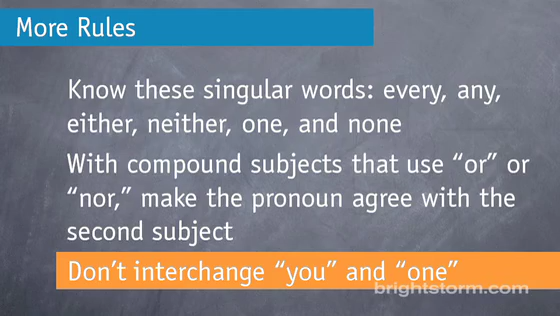 More Rules
Know these singular words: every, any,
either, neither, one, and none
With compound subjects that use “or” or
“nor,” make the pronoun agree with the
second subject
Don’t interchange “you” and “one”
brightstorm.com